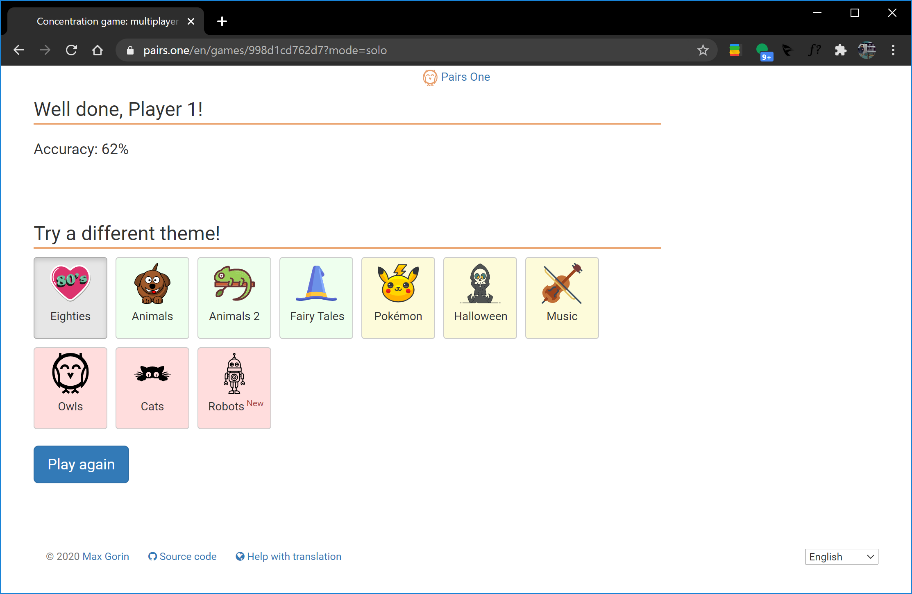 Concentration game: multiplayer
pairs.one/en/games/998d1cd762d7?mode=solo
9+
f?
Pairs One
Well done, Player 1!
Accuracy: 62%
Try a different theme!
80's
Eighties
Animals
Animals 2
Fairy Tales
Pokémon
Halloween
Music
Owls
Cats
Robots New
Play again
© 2020 Max Gorin
Source code
Help with translation
English